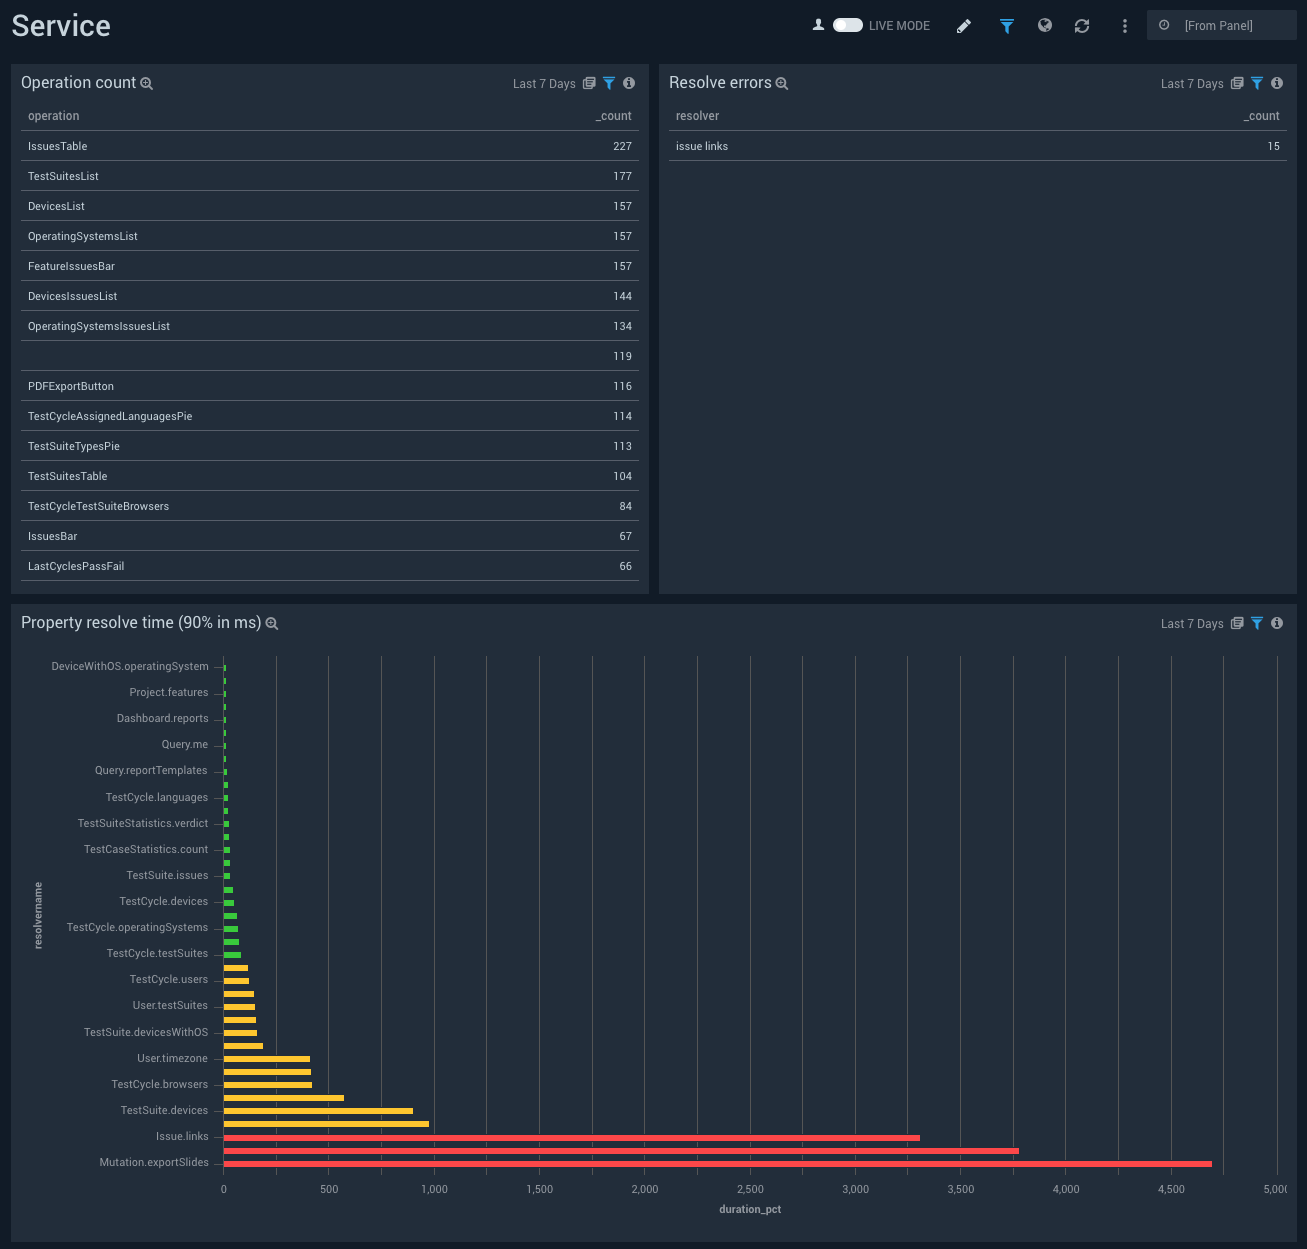 Service
LIVE MODE
[From Panel]
Operation count
Last 7 Days
operation _count
IssuesTable 227
TestSuitesList 177
DevicesList 157
OperatingSystemsList 157
FeatureIssuesBar 157
DevicesIssuesList 144
OperatingSystemsIssuesList 134
119
PDFExportButton 116
TestCycleAssignedLanguagesPie 114
TestSuiteTypesPie 113
TestSuitesTable 104
TestCycleTestSuiteBrowsers 84
IssuesBar 67
LastCyclesPassFail 66
Resolve errors
Last 7 Days
resolver _count
issue links 15
Property resolve time (90% in ms)
Last 7 Days
resolvername
DeviceWithOS.operatingSystem
Project.features
Dashboard.reports
Query.me
Query.reportTemplates
TestCycle.languages
TestSuiteStatistics.verdict
TestCaseStatistics.count
TestSuite.issues
TestCycle.devices
TestCycle.operatingSystems
TestCycle.testSuites
TestCycle.users
User.testSuites
TestSuite.devicesWithOS
User.timezone
TestCycle.browsers
TestSuite.devices
Issue.links
Mutation.exportSlides
0 500 1,000 1,500 2,000 2,500 3,000 3,500 4,000 4,500 5,000
duration_pct